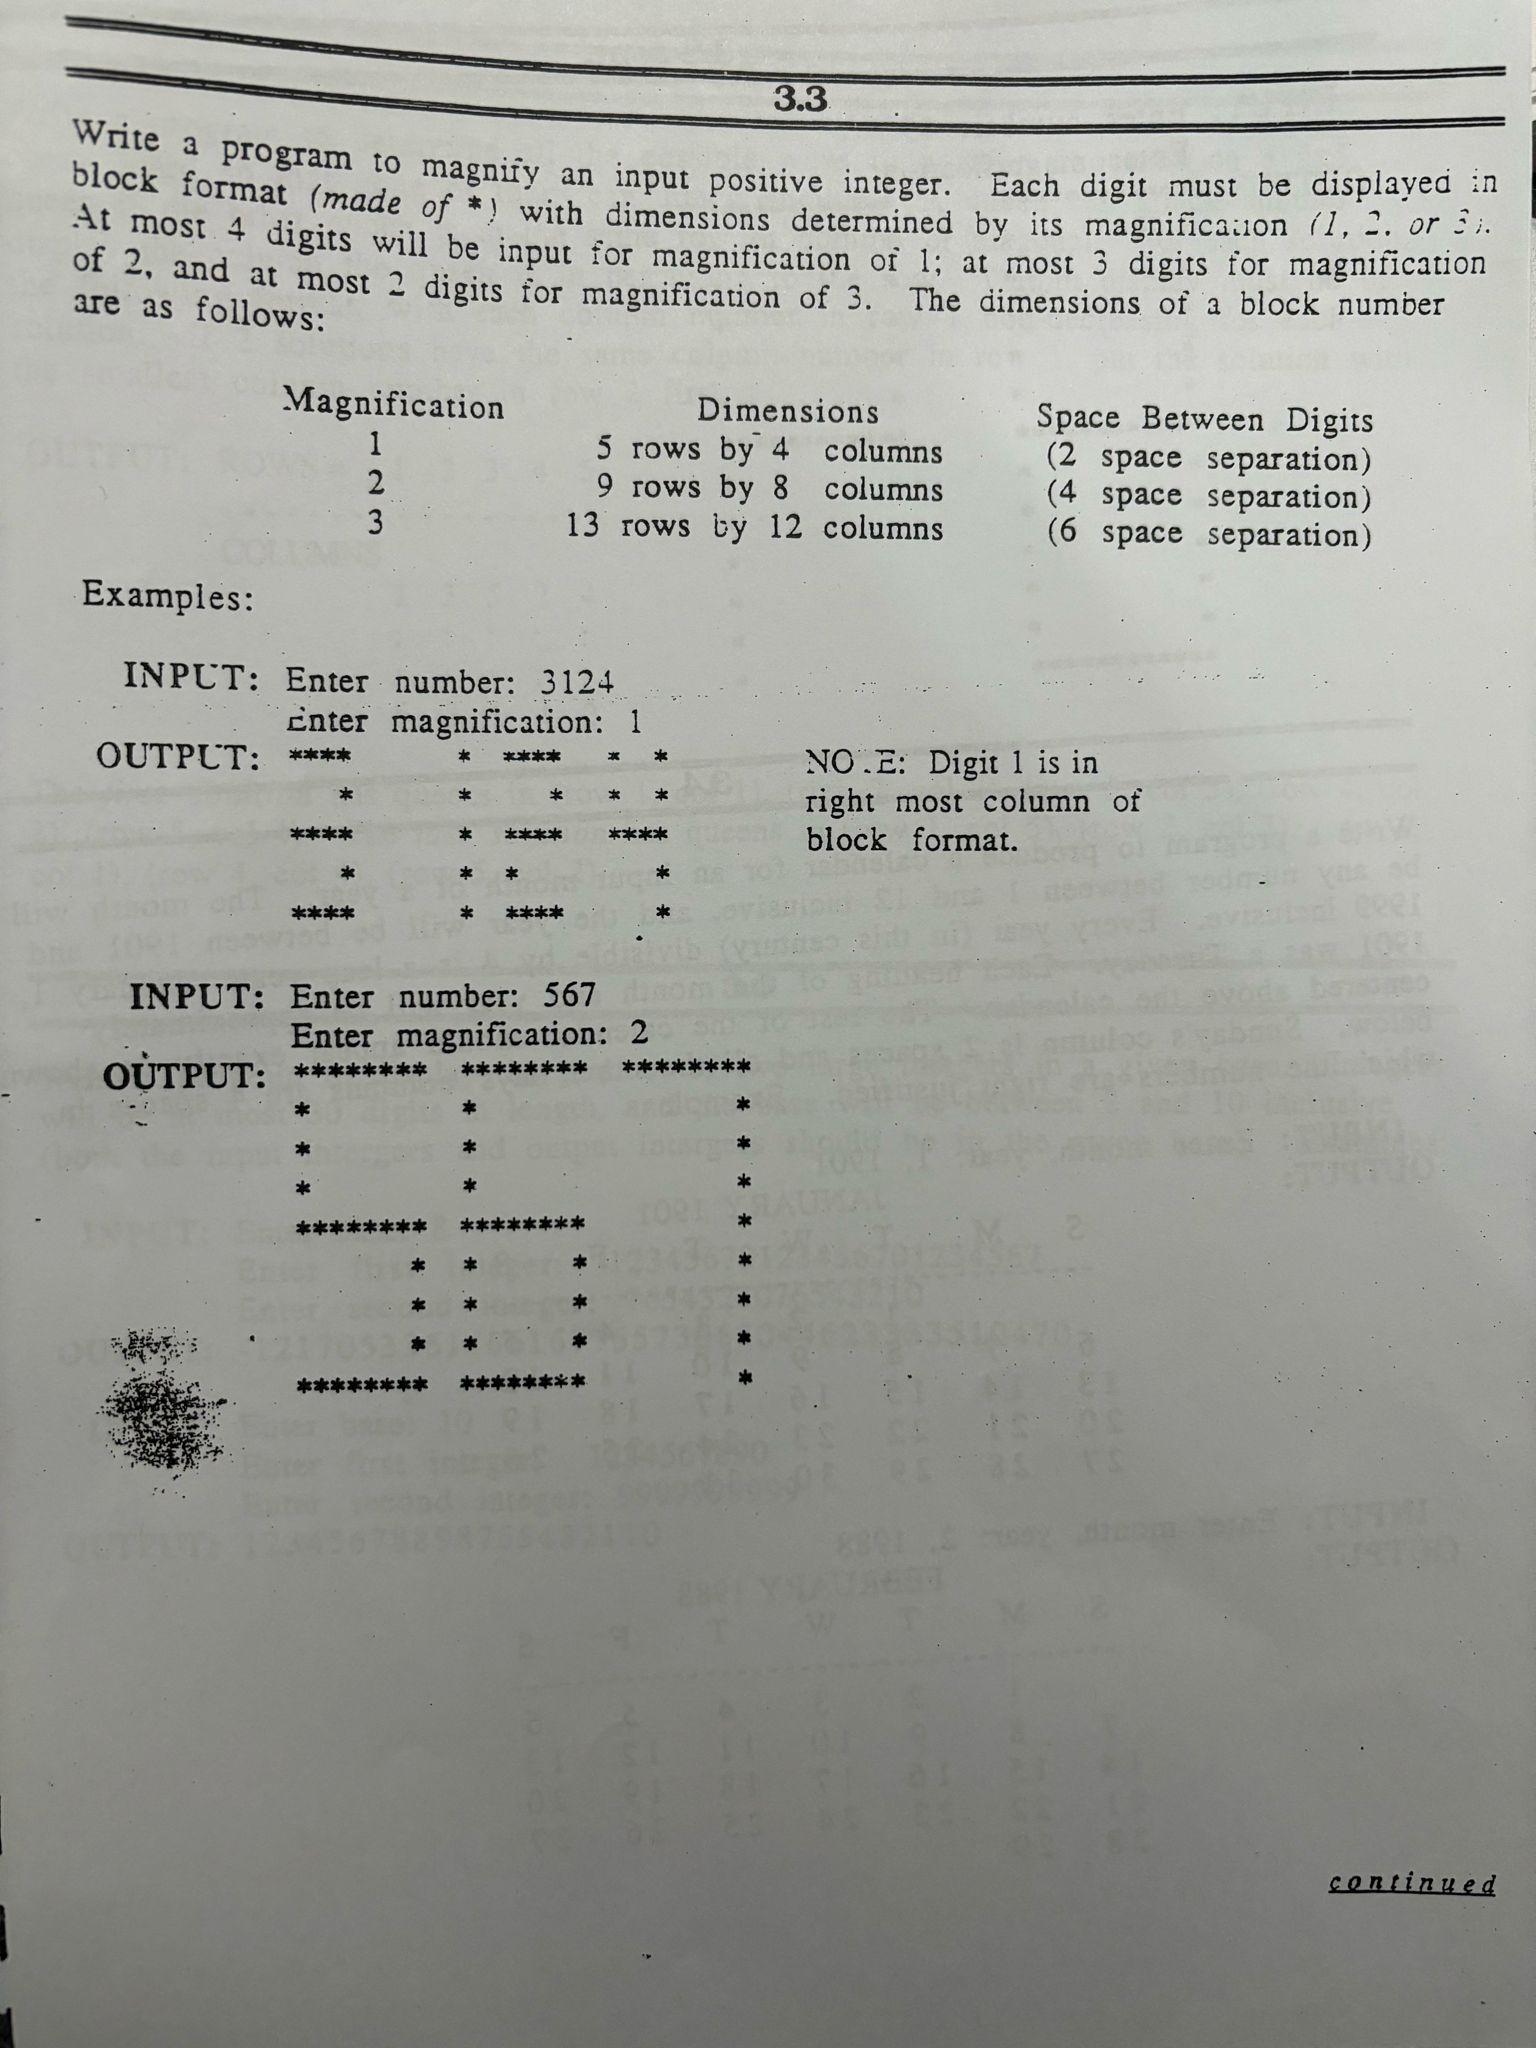 3.3
Write a program to magnify an input positive integer. Each digit must be displayed in
block format (made of *) with dimensions determined by its magnification (1, 2, or 3).
At most 4 digits will be input for magnification of 1; at most 3 digits for magnification
of 2, and at most 2 digits for magnification of 3. The dimensions of a block number
are as follows:
Magnification Dimensions Space Between Digits
1 5 rows by 4 columns (2 space separation)
2 9 rows by 8 columns (4 space separation)
3 13 rows by 12 columns (6 space separation)
Examples:
INPUT: Enter number: 3124
Enter magnification: 1
OUTPUT: ****       *  ****  *  *
   *       *     *  *  *
****       *  ****  ****
   *       *  *        *
****       *  ****     *
NOTE: Digit 1 is in
right most column of
block format.
INPUT: Enter number: 567
Enter magnification: 2
OUTPUT: ********    ********    ********
*           *                  *
*           *                  *
*           *                  *
********    ********           *
       *    *      *           *
       *    *      *           *
       *    *      *           *
********    ********           *
continued